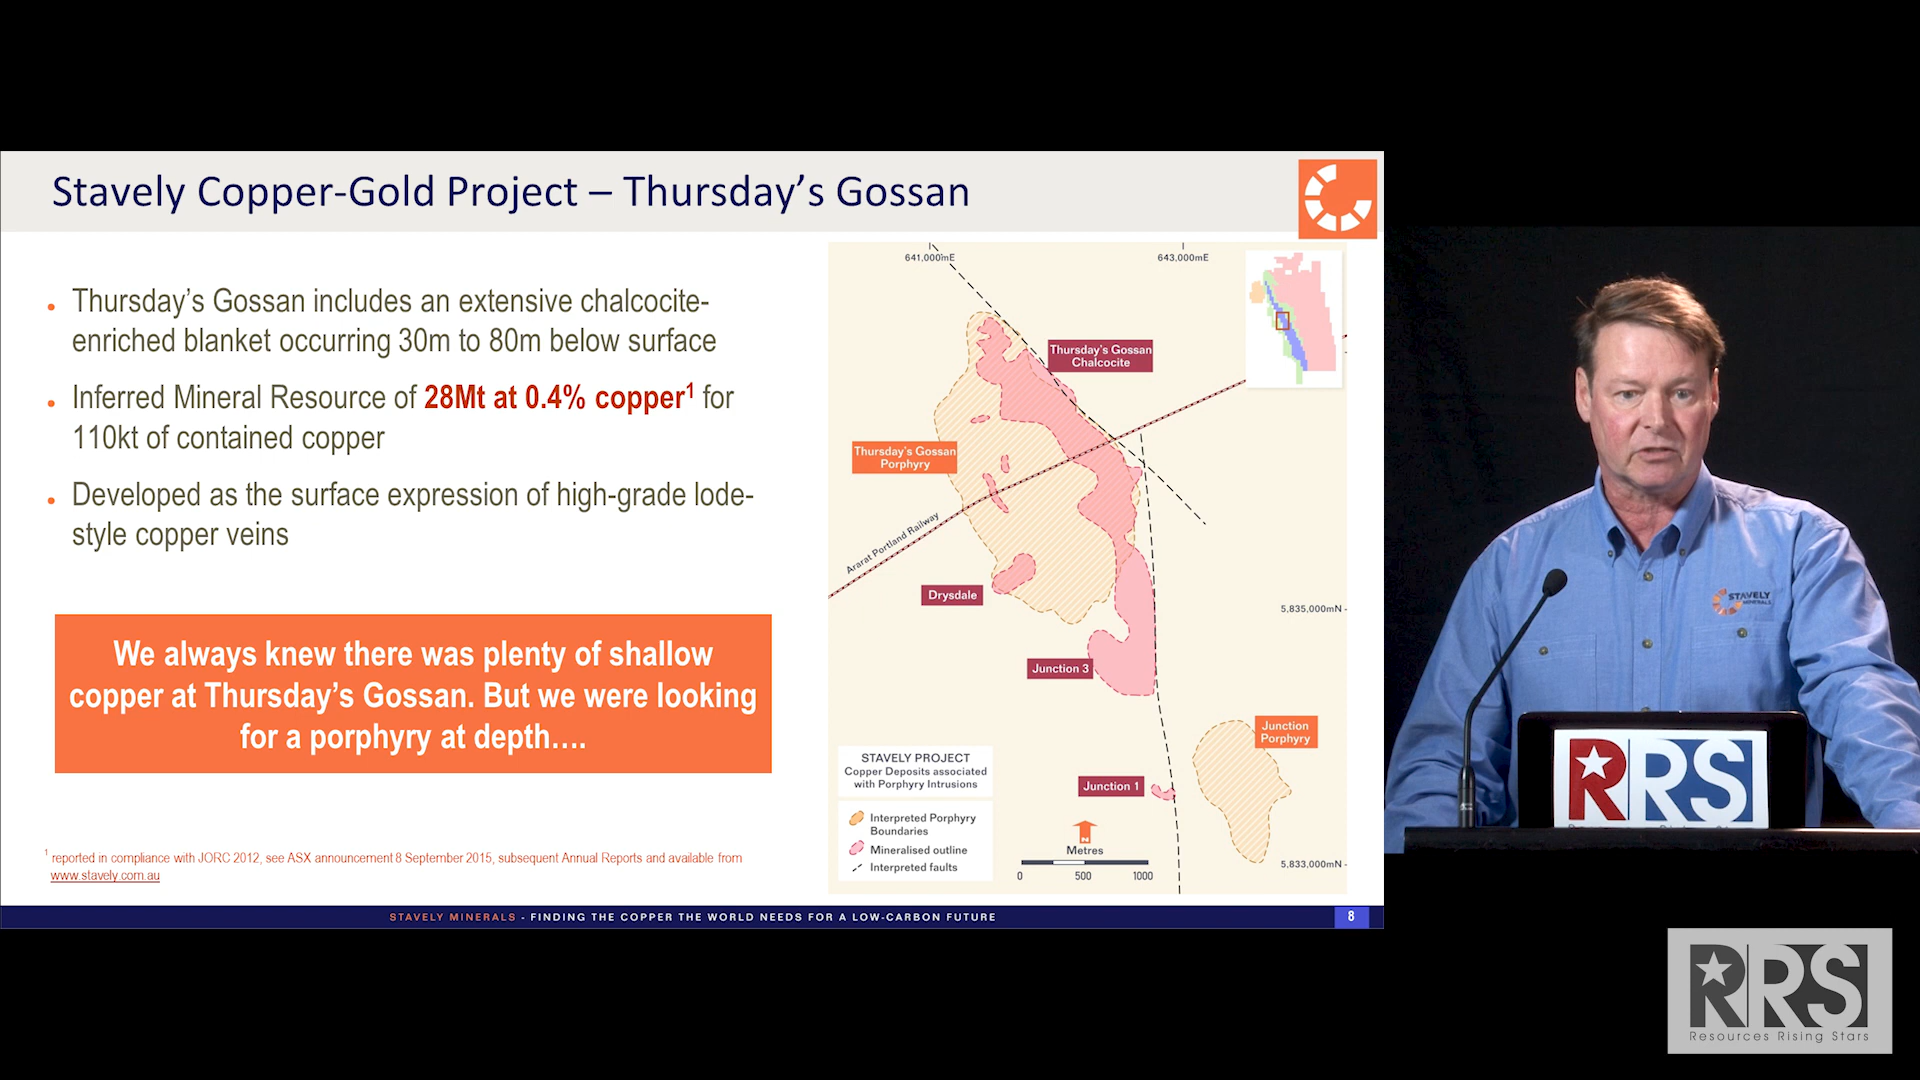 Stavely Copper-Gold Project – Thursday's Gossan
• Thursday's Gossan includes an extensive chalcocite-
enriched blanket occurring 30m to 80m below surface
• Inferred Mineral Resource of 28Mt at 0.4% copper¹ for
110kt of contained copper
• Developed as the surface expression of high-grade lode-
style copper veins
We always knew there was plenty of shallow
copper at Thursday's Gossan. But we were looking
for a porphyry at depth….
¹ reported in compliance with JORC 2012, see ASX announcement 8 September 2015, subsequent Annual Reports and available from
www.stavely.com.au
641,000mE
643,000mE
Thursday's Gossan
Chalcocite
Thursday's Gossan
Porphyry
Ararat Portland Railway
Drysdale
5,835,000mN
Junction 3
Junction
Porphyry
Junction 1
5,833,000mN
STAVELY PROJECT
Copper Deposits associated
with Porphyry Intrusions
Interpreted Porphyry
Boundaries
Mineralised outline
Interpreted faults
N
Metres
0 500 1000
STAVELY MINERALS - FINDING THE COPPER THE WORLD NEEDS FOR A LOW-CARBON FUTURE
8
STAVELY
MINERALS
RRS
RRS
Resources Rising Stars